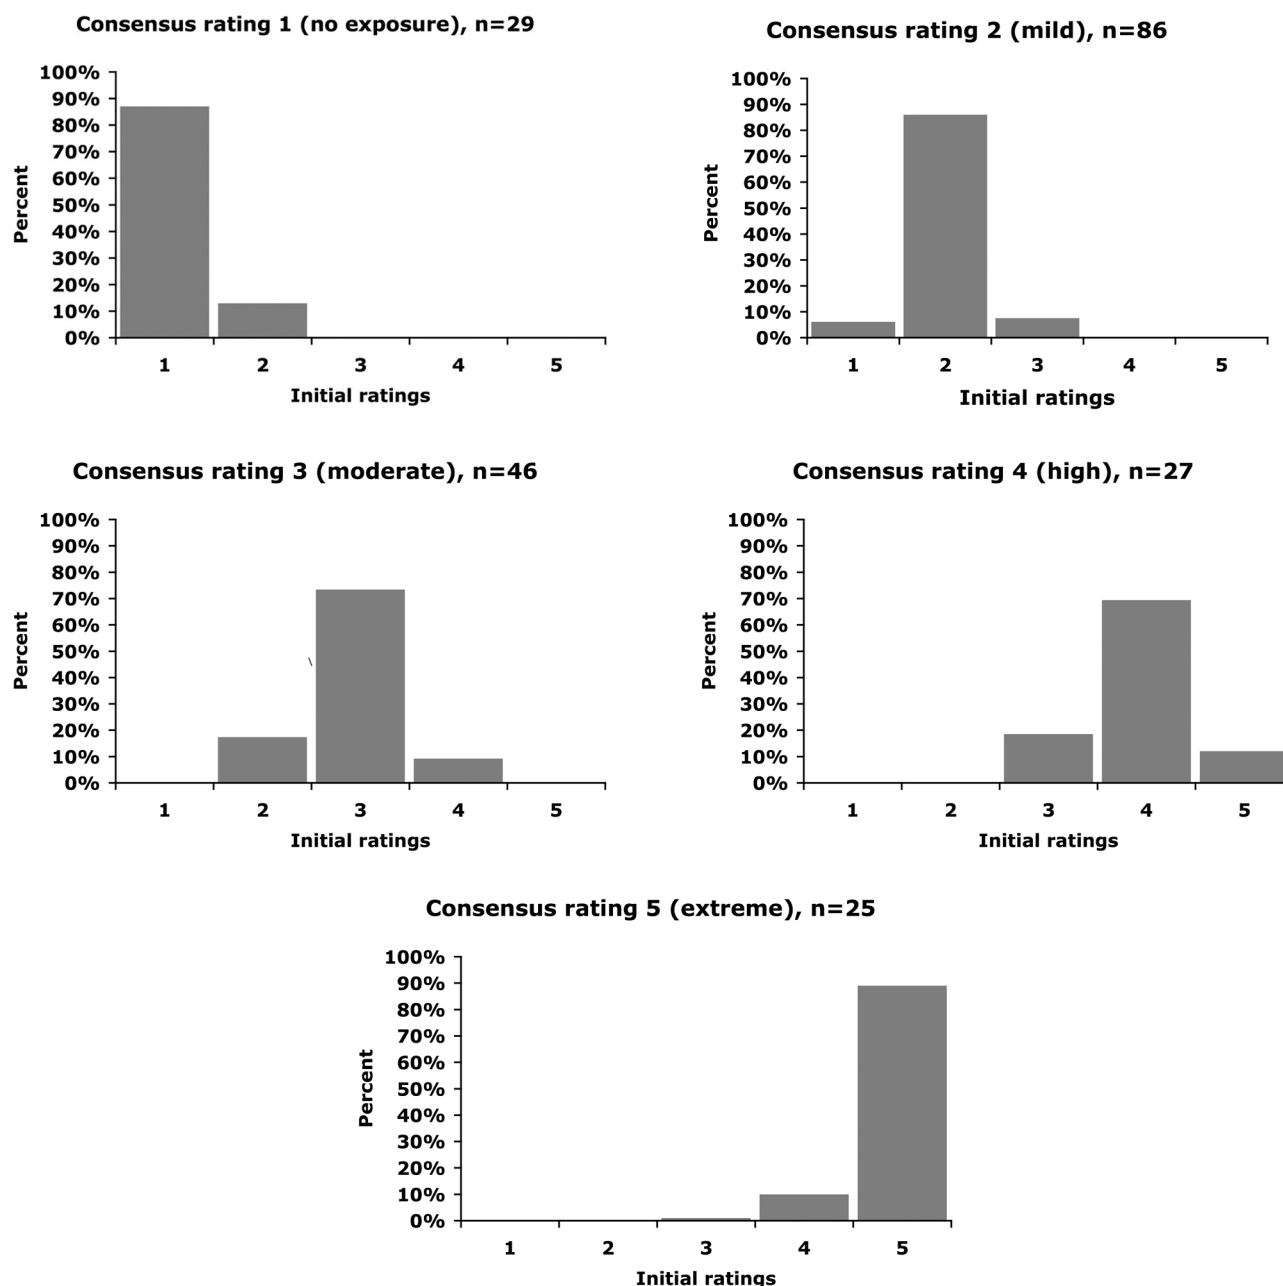 Consensus rating 1 (no exposure), n=29
100%
90%
80%
70%
60%
50%
40%
30%
20%
10%
0%
Percent
1 2 3 4 5
Initial ratings
Consensus rating 2 (mild), n=86
100%
90%
80%
70%
60%
50%
40%
30%
20%
10%
0%
Percent
1 2 3 4 5
Initial ratings
Consensus rating 3 (moderate), n=46
100%
90%
80%
70%
60%
50%
40%
30%
20%
10%
0%
Percent
\
1 2 3 4 5
Initial ratings
Consensus rating 4 (high), n=27
100%
90%
80%
70%
60%
50%
40%
30%
20%
10%
0%
Percent
1 2 3 4 5
Initial ratings
Consensus rating 5 (extreme), n=25
100%
90%
80%
70%
60%
50%
40%
30%
20%
10%
0%
Percent
1 2 3 4 5
Initial ratings